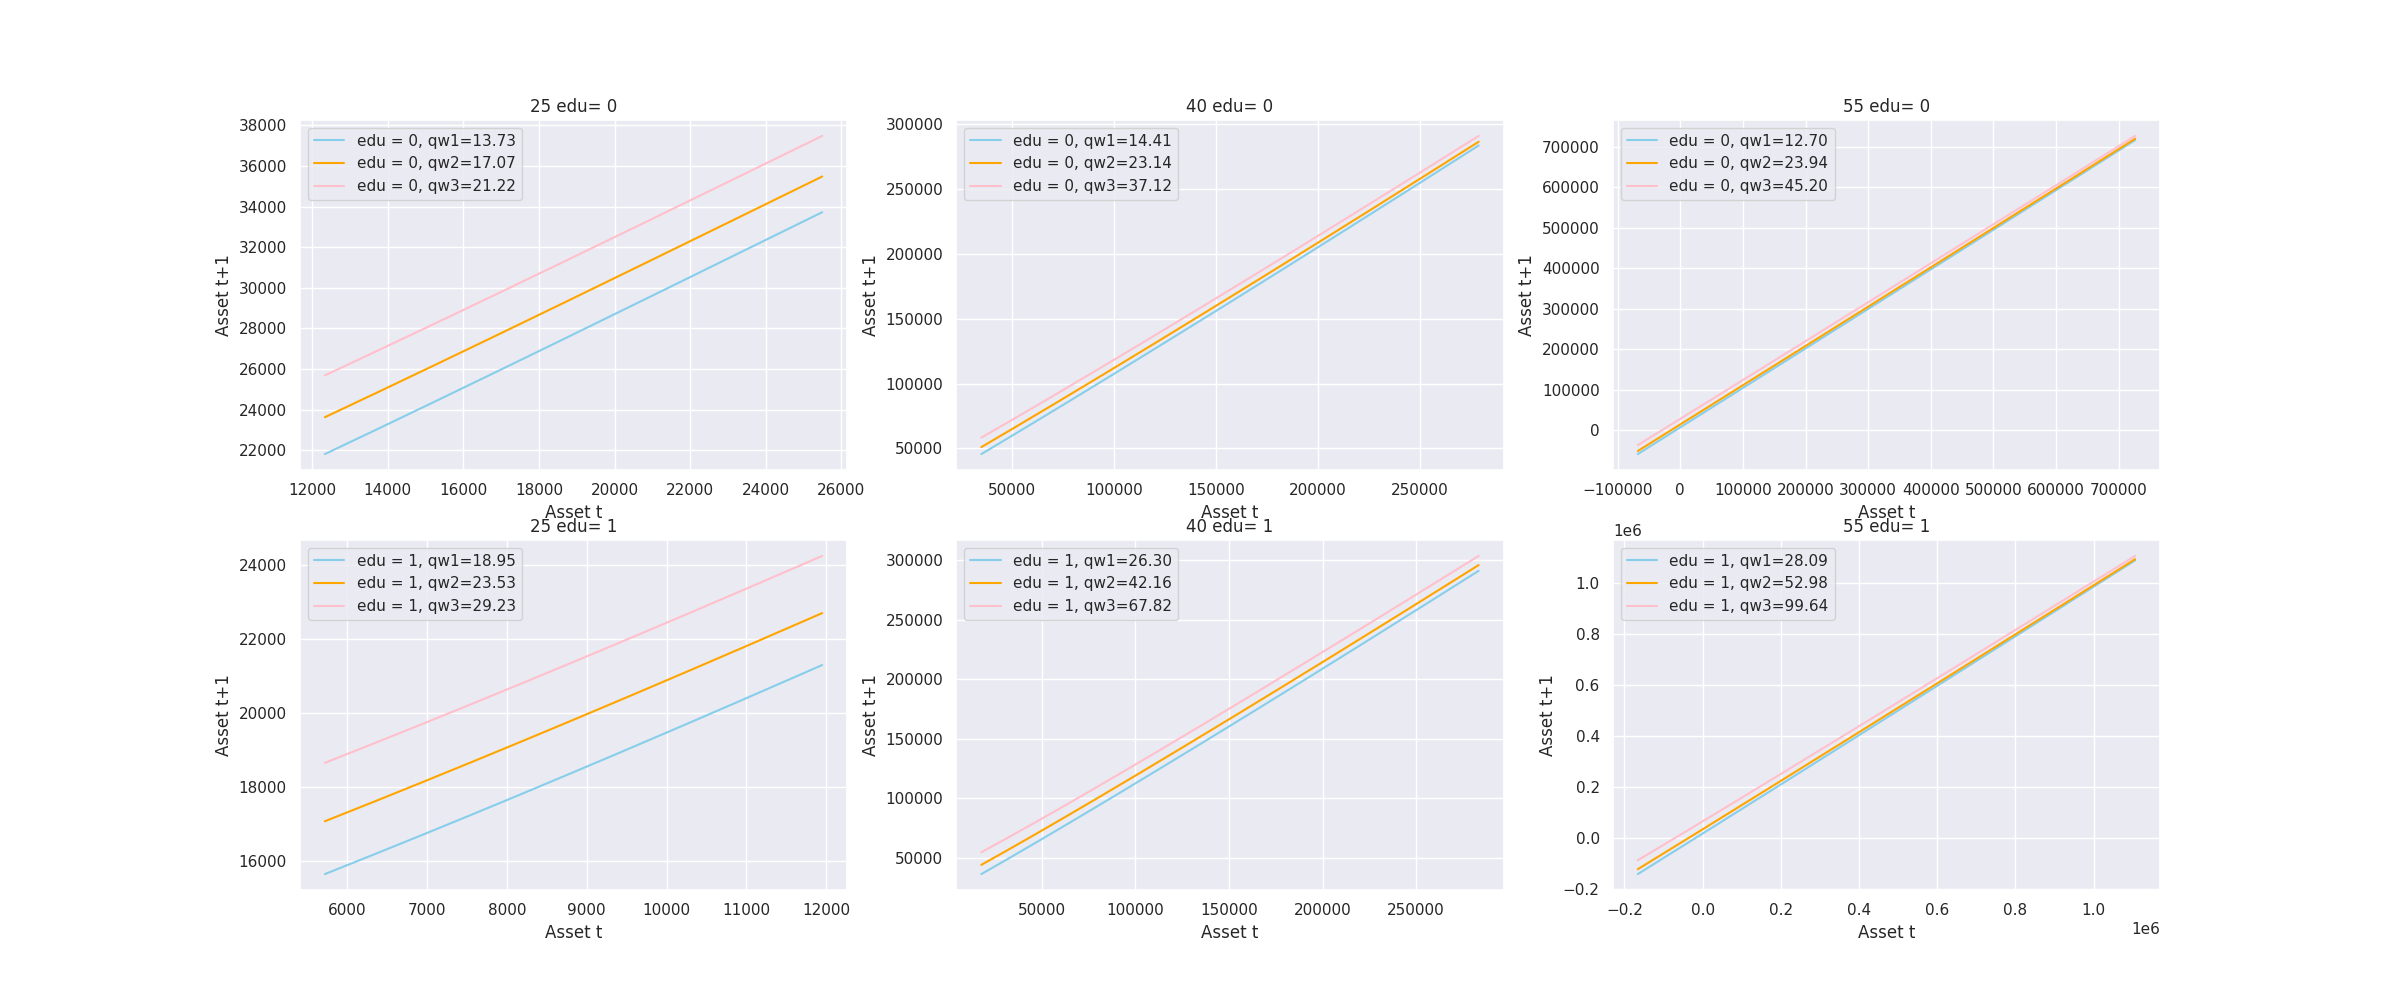 25 edu= 0
38000
36000
34000
32000
30000
28000
26000
24000
22000
Asset t+1
edu = 0, qw1=13.73
edu = 0, qw2=17.07
edu = 0, qw3=21.22
12000 14000 16000 18000 20000 22000 24000 26000
Asset t
40 edu= 0
300000
250000
200000
150000
100000
50000
Asset t+1
edu = 0, qw1=14.41
edu = 0, qw2=23.14
edu = 0, qw3=37.12
50000 100000 150000 200000 250000
Asset t
55 edu= 0
700000
600000
500000
400000
300000
200000
100000
0
Asset t+1
edu = 0, qw1=12.70
edu = 0, qw2=23.94
edu = 0, qw3=45.20
−100000 0 100000 200000 300000 400000 500000 600000 700000
Asset t
25 edu= 1
24000
22000
20000
18000
16000
Asset t+1
edu = 1, qw1=18.95
edu = 1, qw2=23.53
edu = 1, qw3=29.23
6000 7000 8000 9000 10000 11000 12000
Asset t
40 edu= 1
300000
250000
200000
150000
100000
50000
Asset t+1
edu = 1, qw1=26.30
edu = 1, qw2=42.16
edu = 1, qw3=67.82
50000 100000 150000 200000 250000
Asset t
55 edu= 1
1e6
1.0
0.8
0.6
0.4
0.2
0.0
−0.2
Asset t+1
edu = 1, qw1=28.09
edu = 1, qw2=52.98
edu = 1, qw3=99.64
−0.2 0.0 0.2 0.4 0.6 0.8 1.0
1e6
Asset t